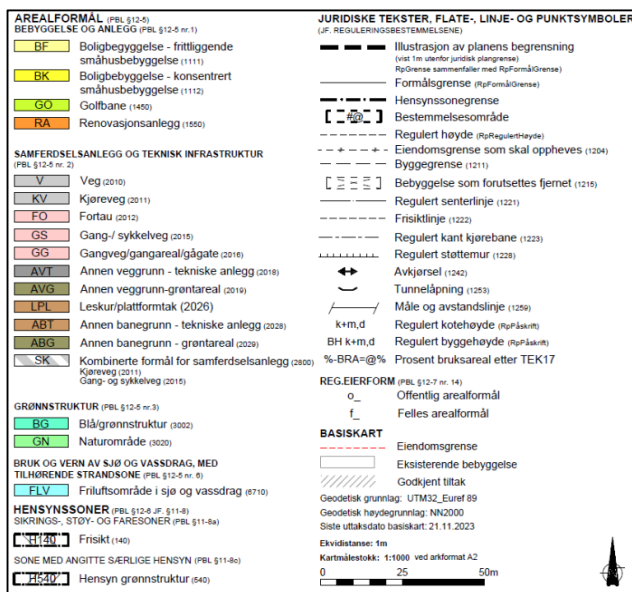 AREALFORMÅL (PBL §12-5)
BEBYGGELSE OG ANLEGG (PBL §12-5 nr.1)
BF Boligbegyggelse - frittliggende
småhusbebyggelse (1111)
BK Boligbebyggelse - konsentrert
småhusbebyggelse (1112)
GO Golfbane (1450)
RA Renovasjonsanlegg (1550)
SAMFERDSELSANLEGG OG TEKNISK INFRASTRUKTUR
(PBL §12-5 nr. 2)
V Veg (2010)
KV Kjøreveg (2011)
FO Fortau (2012)
GS Gang-/ sykkelveg (2015)
GG Gangveg/gangareal/gågate (2016)
AVT Annen veggrunn - tekniske anlegg (2018)
AVG Annen veggrunn-grøntareal (2019)
LPL Leskur/plattformtak (2026)
ABT Annen banegrunn - tekniske anlegg (2028)
ABG Annen banegrunn - grøntareal (2029)
SK Kombinerte formål for samferdselsanlegg (2800)
Kjøreveg (2011)
Gang- og sykkelveg (2015)
GRØNNSTRUKTUR (PBL §12-5 nr.3)
BG Blå/grønnstruktur (3002)
GN Naturområde (3020)
BRUK OG VERN AV SJØ OG VASSDRAG, MED
TILHØRENDE STRANDSONE (PBL §12-5 nr. 6)
FLV Friluftsområde i sjø og vassdrag (6710)
HENSYNSSONER (PBL §12-6 JF. §11-8)
SIKRINGS-, STØY- OG FARESONER (PBL §11-8a)
H140 Frisikt (140)
SONE MED ANGITTE SÆRLIGE HENSYN (PBL §11-8c)
H540 Hensyn grønnstruktur (540)
JURIDISKE TEKSTER, FLATE-, LINJE- OG PUNKTSYMBOLER
(JF. REGULERINGSBESTEMMELSENE)
Illustrasjon av planens begrensning
(vist 1m utenfor juridisk plangrense)
RpGrense sammenfaller med RpFormålGrense)
Formålsgrense (RpFormålGrense)
Hensynssonegrense
#@ Bestemmelsesområde
Regulert høyde (RpRegulertHøyde)
Eiendomsgrense som skal oppheves (1204)
Byggegrense (1211)
Bebyggelse som forutsettes fjernet (1215)
Regulert senterlinje (1221)
Frisiktlinje (1222)
Regulert kant kjørebane (1223)
Regulert støttemur (1228)
Avkjørsel (1242)
Tunnelåpning (1253)
Måle og avstandslinje (1259)
k+m,d Regulert kotehøyde (RpPåskrift)
BH k+m,d Regulert byggehøyde (RpPåskrift)
%-BRA=@% Prosent bruksareal etter TEK17
REG.EIERFORM (PBL §12-7 nr. 14)
o_ Offentlig arealformål
f_ Felles arealformål
BASISKART
Eiendomsgrense
Eksisterende bebyggelse
Godkjent tiltak
Geodetisk grunnlag: UTM32_Euref 89
Geodetisk høydegrunnlag: NN2000
Siste uttaksdato basiskart: 21.11.2023
Ekvidistanse: 1m
Kartmålestokk: 1:1000 ved arkformat A2
0 25 50m